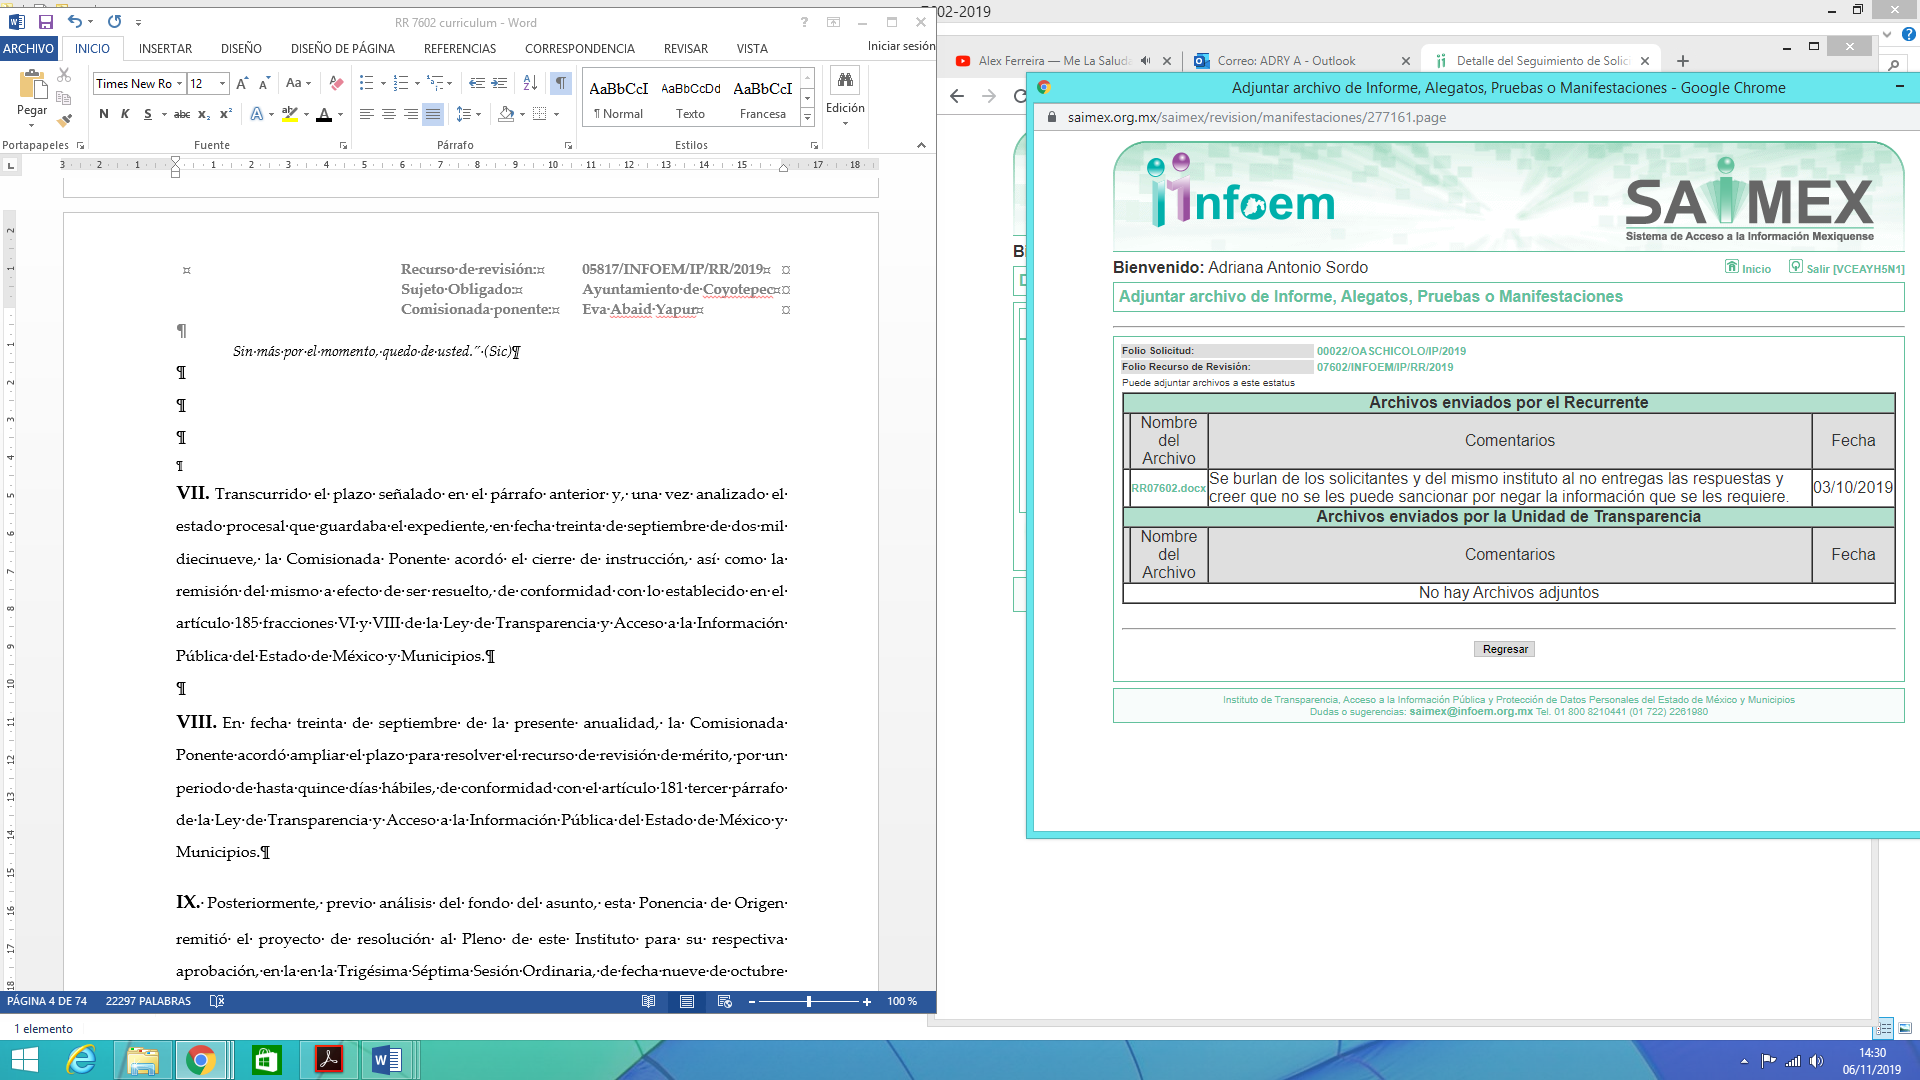 RR 7602 curriculum - Word
ARCHIVO INICIO INSERTAR DISEÑO DISEÑO DE PÁGINA REFERENCIAS CORRESPONDENCIA REVISAR VISTA Iniciar sesión
Pegar
Times New Ro 12
Aa
N K S abc x₂ x² A
AaBbCcI AaBbCcDd AaBbCcI
¶ Normal Texto Francesa
Edición
Portapapeles Fuente Párrafo Estilos
Recurso de revisión: 05817/INFOEM/IP/RR/2019
Sujeto Obligado: Ayuntamiento de Coyotepec
Comisionada ponente: Eva Abaid Yapur
¶
Sin más por el momento, quedo de usted.” (Sic)¶
¶
¶
¶
¶
VII. Transcurrido el plazo señalado en el párrafo anterior y, una vez analizado el
estado procesal que guardaba el expediente, en fecha treinta de septiembre de dos mil
diecinueve, la Comisionada Ponente acordó el cierre de instrucción, así como la
remisión del mismo a efecto de ser resuelto, de conformidad con lo establecido en el
artículo 185 fracciones VI y VIII de la Ley de Transparencia y Acceso a la Información
Pública del Estado de México y Municipios.¶
¶
VIII. En fecha treinta de septiembre de la presente anualidad, la Comisionada
Ponente acordó ampliar el plazo para resolver el recurso de revisión de mérito, por un
periodo de hasta quince días hábiles, de conformidad con el artículo 181 tercer párrafo
de la Ley de Transparencia y Acceso a la Información Pública del Estado de México y
Municipios.¶
IX. Posteriormente, previo análisis del fondo del asunto, esta Ponencia de Origen
remitió el proyecto de resolución al Pleno de este Instituto para su respectiva
aprobación, en la en la Trigésima Séptima Sesión Ordinaria, de fecha nueve de octubre
PÁGINA 4 DE 74 22297 PALABRAS 100 %
1 elemento
7602-2019
Alex Ferreira — Me La Saluda
Correo: ADRY A - Outlook
Detalle del Seguimiento de Solici
Adjuntar archivo de Informe, Alegatos, Pruebas o Manifestaciones - Google Chrome
saimex.org.mx/saimex/revision/manifestaciones/277161.page
infoem
SAIMEX
Sistema de Acceso a la Información Mexiquense
Bienvenido: Adriana Antonio Sordo
Inicio Salir [VCEAYH5N1]
Adjuntar archivo de Informe, Alegatos, Pruebas o Manifestaciones
Folio Solicitud: 00022/OASCHICOLO/IP/2019
Folio Recurso de Revisión: 07602/INFOEM/IP/RR/2019
Puede adjuntar archivos a este estatus
Archivos enviados por el Recurrente
Nombre del Archivo Comentarios Fecha
RR07602.docx
Se burlan de los solicitantes y del mismo instituto al no entregas las respuestas y
creer que no se les puede sancionar por negar la información que se les requiere.
03/10/2019
Archivos enviados por la Unidad de Transparencia
Nombre del Archivo Comentarios Fecha
No hay Archivos adjuntos
Regresar
Instituto de Transparencia, Acceso a la Información Pública y Protección de Datos Personales del Estado de México y Municipios
Dudas o sugerencias: saimex@infoem.org.mx Tel. 01 800 8210441 (01 722) 2261980
14:30
06/11/2019